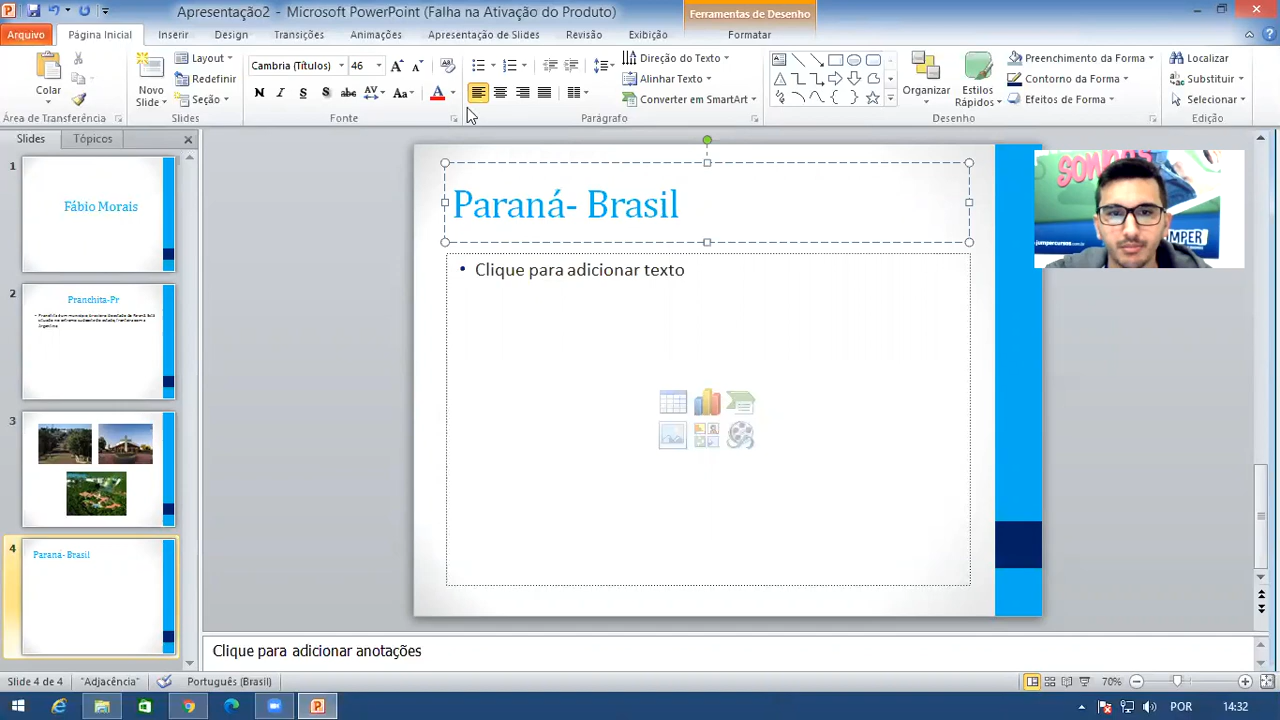 Apresentação2 - Microsoft PowerPoint (Falha na Ativação do Produto)
Ferramentas de Desenho
Arquivo
Página Inicial
Inserir
Design
Transições
Animações
Apresentação de Slides
Revisão
Exibição
Formatar
Colar
Área de Transferência
Novo
Slide
Layout
Redefinir
Seção
Slides
Cambria (Títulos)
46
N I S S abc AV Aa A
Fonte
Direção do Texto
Alinhar Texto
Converter em SmartArt
Parágrafo
Organizar
Estilos
Rápidos
Preenchimento da Forma
Contorno da Forma
Efeitos de Forma
Desenho
Localizar
Substituir
Selecionar
Edição
Slides
Tópicos
1
Fábio Morais
2
Pranchita-Pr
3
4
Paraná- Brasil
Paraná- Brasil
• Clique para adicionar texto
Clique para adicionar anotações
Slide 4 de 4
"Adjacência"
Português (Brasil)
70%
POR
14:32